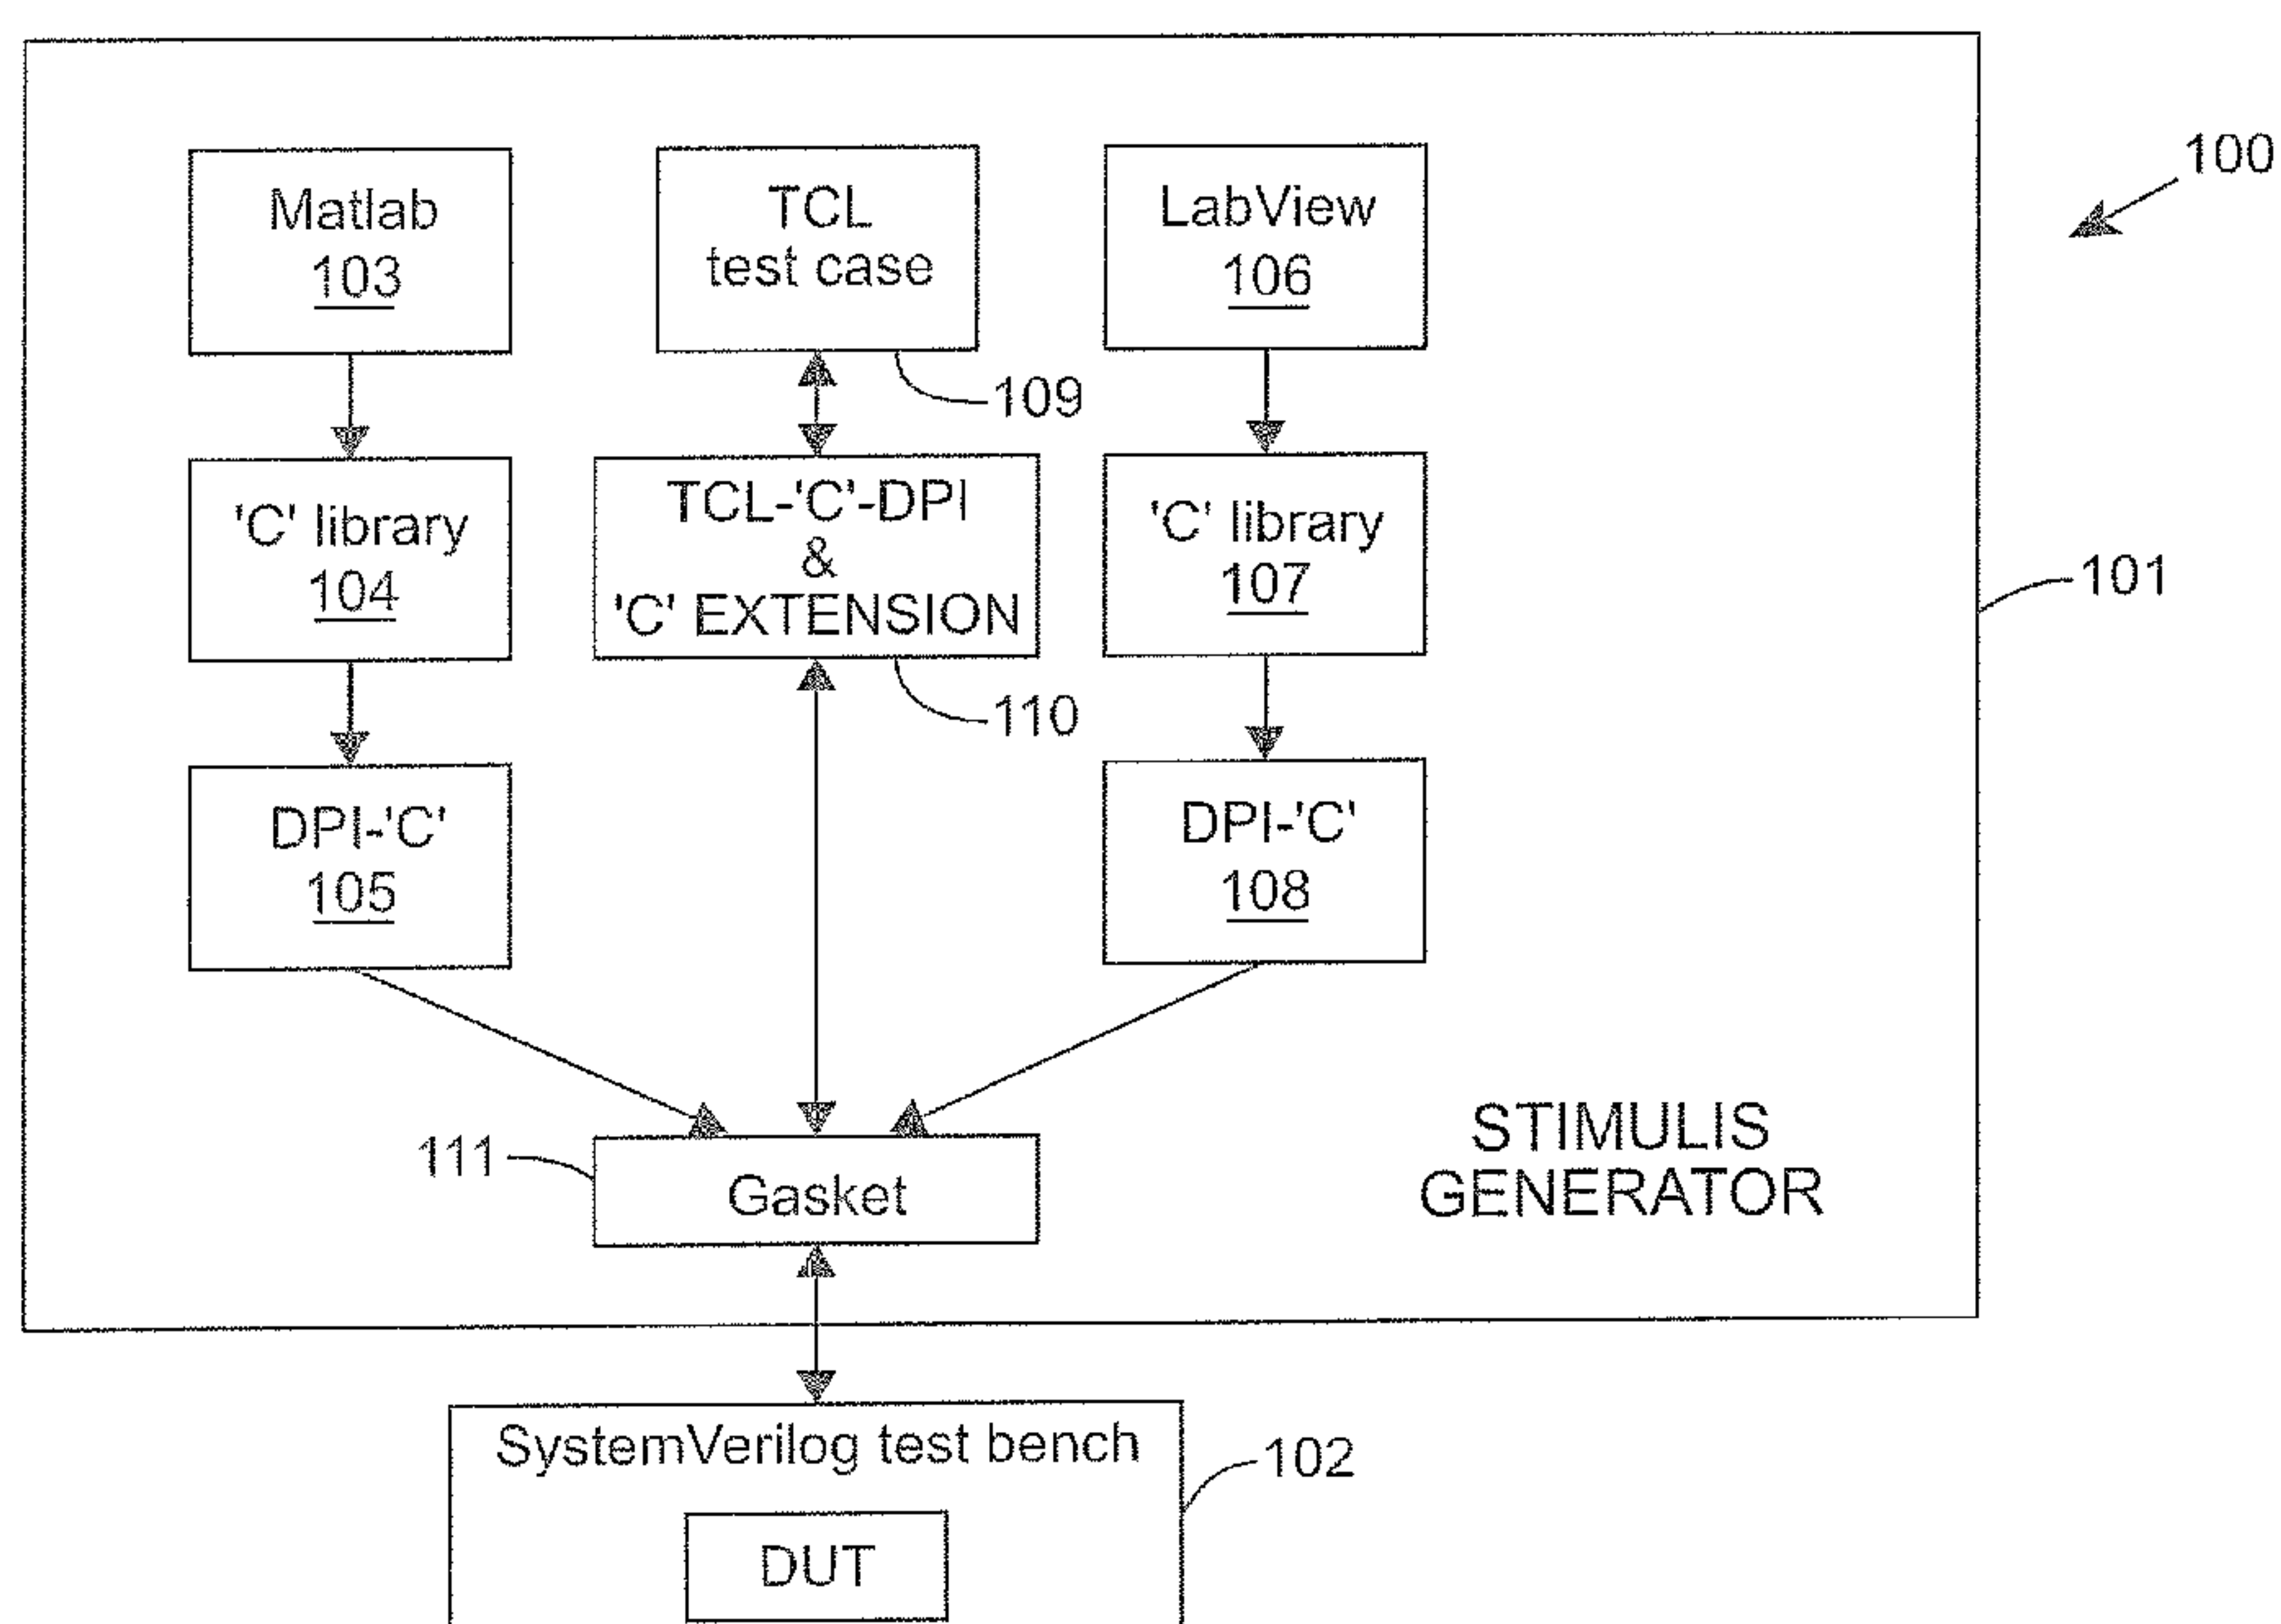 100
Matlab
103
TCL
test case
109
LabView
106
'C' library
104
TCL-'C'-DPI
&
'C' EXTENSION
110
'C' library
107
101
DPI-'C'
105
DPI-'C'
108
111
Gasket
STIMULIS
GENERATOR
SystemVerilog test bench
102
DUT